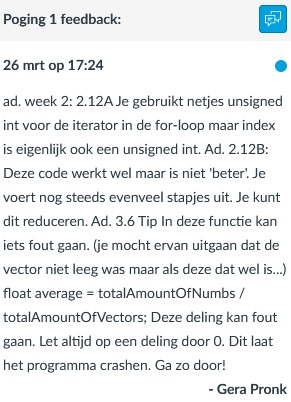 Poging 1 feedback:
26 mrt op 17:24
ad. week 2: 2.12A Je gebruikt netjes unsigned
int voor de iterator in de for-loop maar index
is eigenlijk ook een unsigned int. Ad. 2.12B:
Deze code werkt wel maar is niet 'beter'. Je
voert nog steeds evenveel stapjes uit. Je kunt
dit reduceren. Ad. 3.6 Tip In deze functie kan
iets fout gaan. (je mocht ervan uitgaan dat de
vector niet leeg was maar als deze dat wel is...)
float average = totalAmountOfNumbs /
totalAmountOfVectors; Deze deling kan fout
gaan. Let altijd op een deling door 0. Dit laat
het programma crashen. Ga zo door!
- Gera Pronk